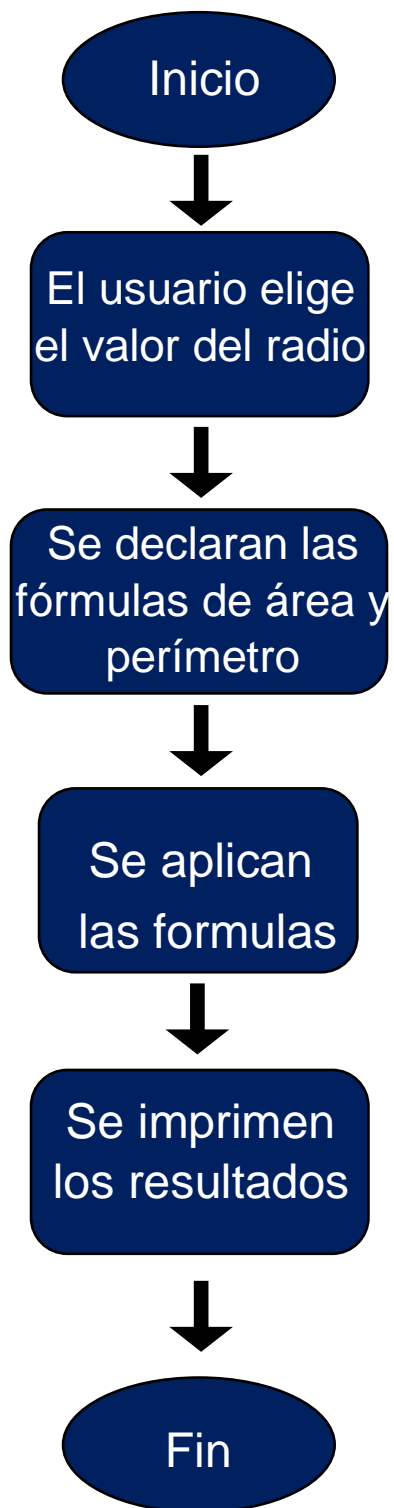 Inicio
El usuario elige
el valor del radio
Se declaran las
fórmulas de área y
perímetro
Se aplican
las formulas
Se imprimen
los resultados
Fin